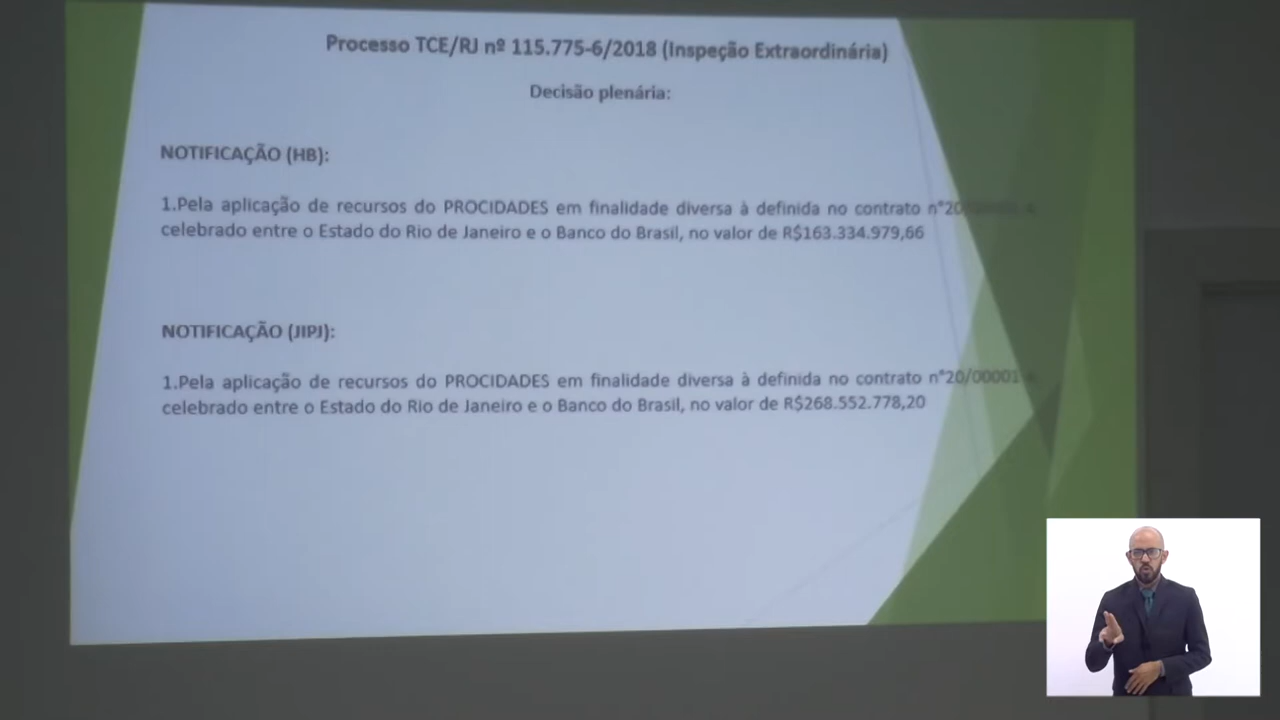 Processo TCE/RJ nº 115.775-6/2018 (Inspeção Extraordinária)
Decisão plenária:
NOTIFICAÇÃO (HB):
1.Pela aplicação de recursos do PROCIDADES em finalidade diversa à definida no contrato
celebrado entre o Estado do Rio de Janeiro e o Banco do Brasil, no valor de R$163.334.979,66
NOTIFICAÇÃO (JIPJ):
1.Pela aplicação de recursos do PROCIDADES em finalidade diversa à definida no contrato n°20/00001
celebrado entre o Estado do Rio de Janeiro e o Banco do Brasil, no valor de R$268.552.778,20